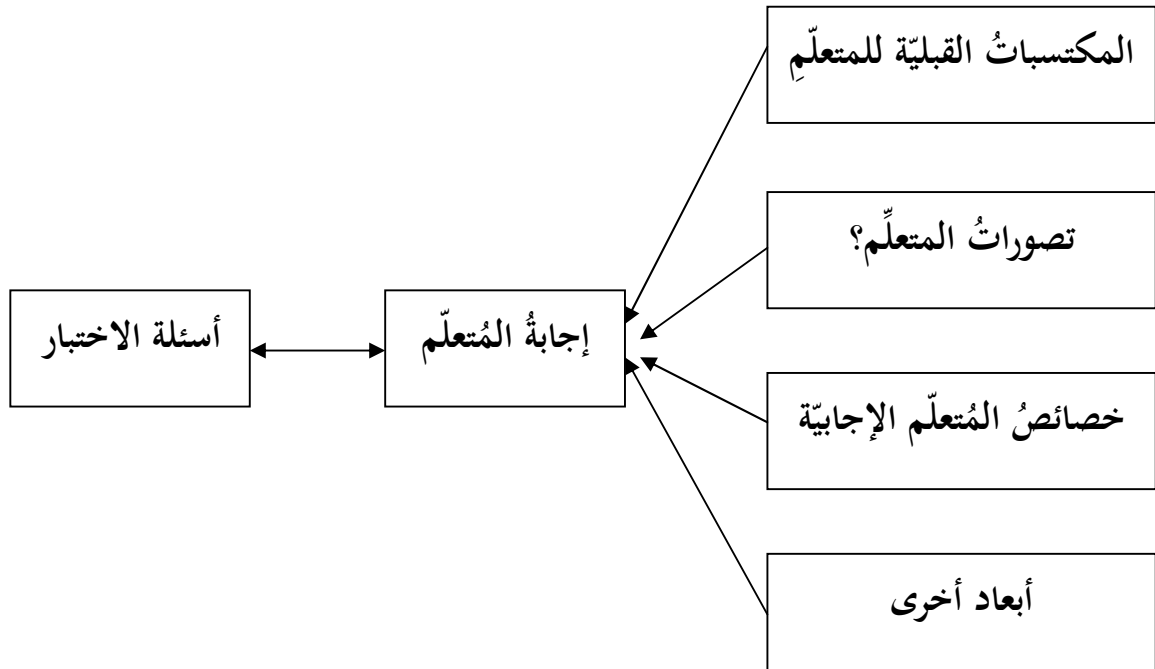 المكتسباتُ القبليّة للمتعلّمِ
تصوراتُ المتعلِّم؟
أسئلة الاختبار
إجابةُ المُتعلّم
خصائصُ المُتعلّم الإجابيّة
أبعاد أخرى